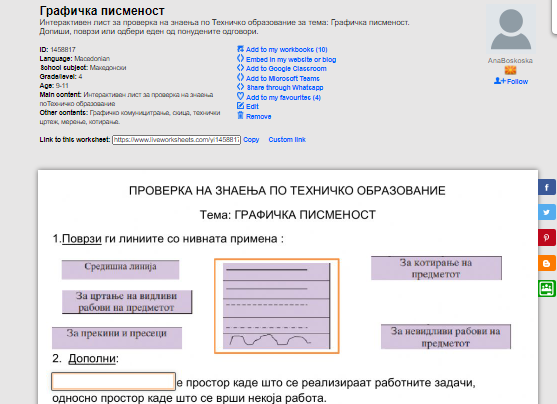 Графичка писменост
Интерактивен лист за проверка на знаења по Техничко образование за тема: Графичка писменост.
Допиши, поврзи или одбери еден од понудените одговори.
ID: 1458817
Language: Macedonian
School subject: Македонски
Grade/level: 4
Age: 9-11
Main content: Интерактивен лист за проверка на знаења
поТехничко образование
Other contents: Графичко комуницитрање, скица, технички
цртеж, мерење, котирање.
Add to my workbooks (10)
Embed in my website or blog
Add to Google Classroom
Add to Microsoft Teams
Share through Whatsapp
Add to my favourites (4)
Edit
Remove
AnaBoskoska
Follow
Link to this worksheet: https://www.liveworksheets.com/yi1458817 Copy Custom link
ПРОВЕРКА НА ЗНАЕЊА ПО ТЕХНИЧКО ОБРАЗОВАНИЕ
Тема: ГРАФИЧКА ПИСМЕНОСТ
1.Поврзи ги линиите со нивната примена :
Средишна линија
За цртање на видливи
рабови на предметот
За прекини и пресеци
За котирање на
предметот
За невидливи рабови на
предметот
2. Дополни:
е простор каде што се реализираат работните задачи,
односно простор каде што се врши некоја работа.